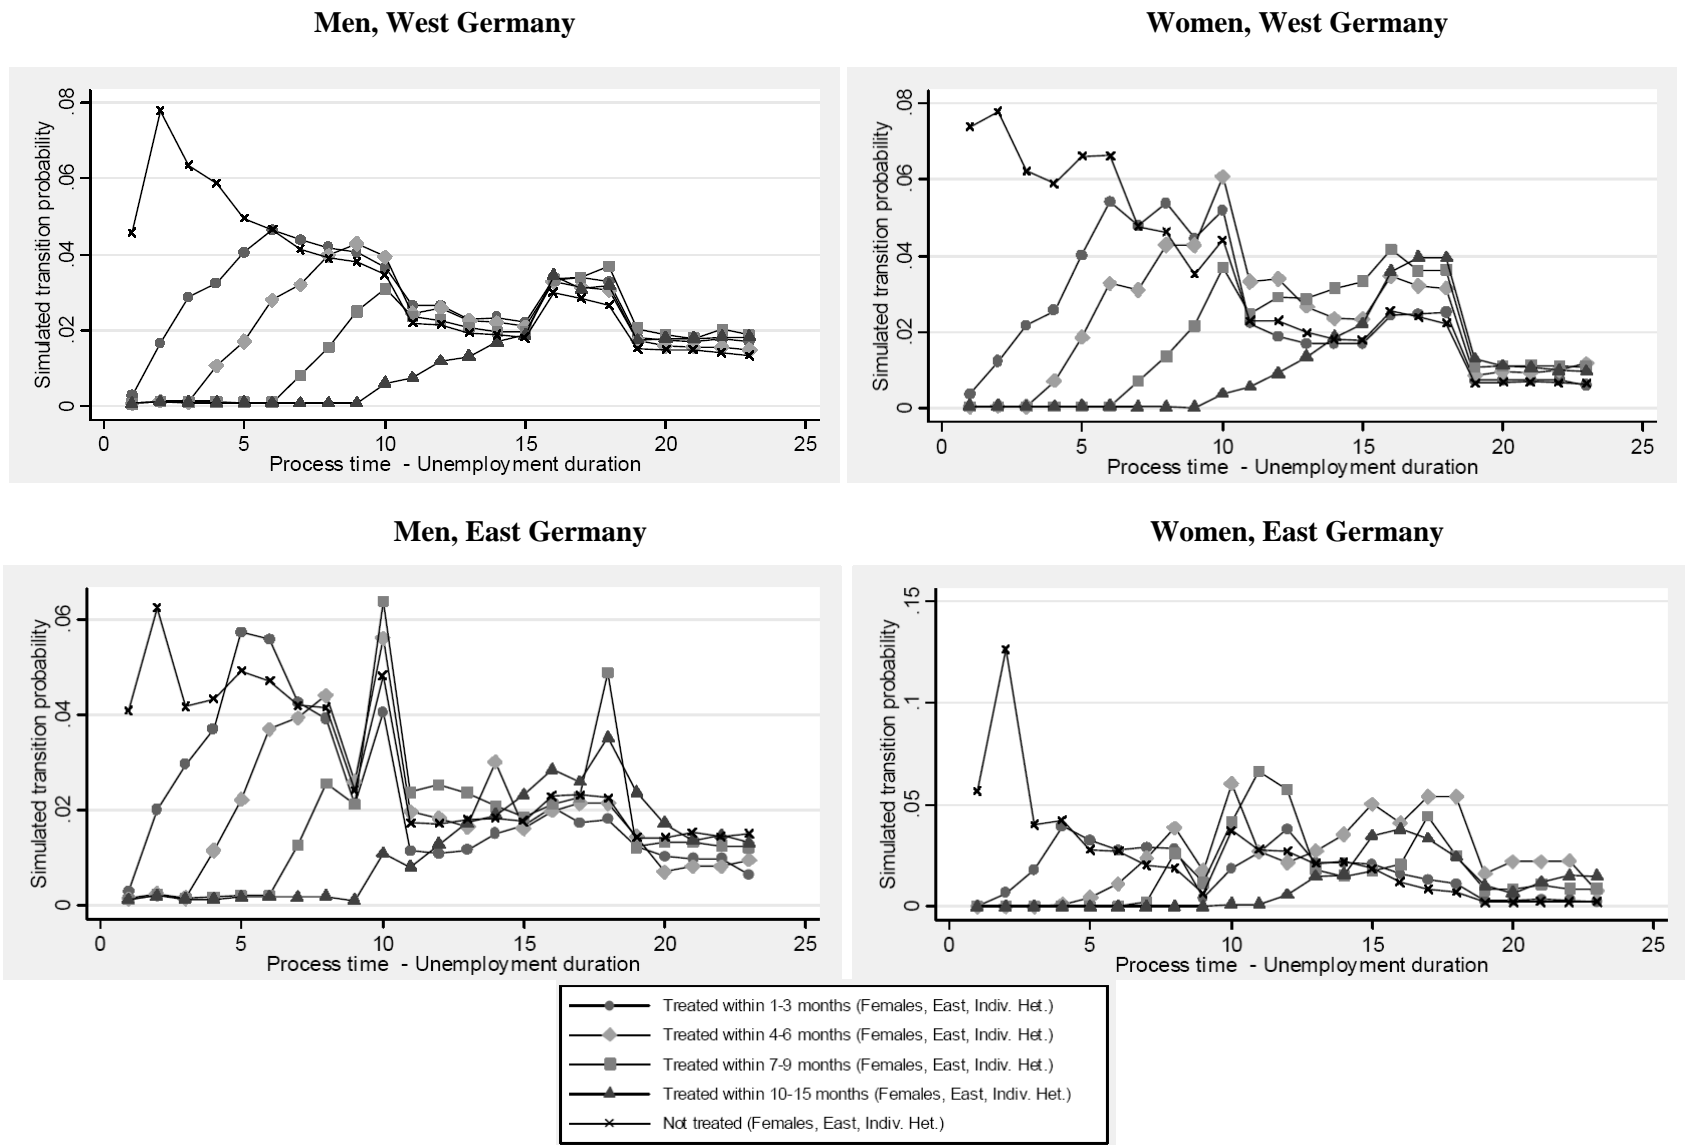 Men, West Germany
Women, West Germany
Simulated transition probability
0 .02 .04 .06 .08
0 5 10 15 20 25
Process time - Unemployment duration
Simulated transition probability
0 .02 .04 .06 .08
0 5 10 15 20 25
Process time - Unemployment duration
Men, East Germany
Women, East Germany
Simulated transition probability
0 .02 .04 .06
0 5 10 15 20 25
Process time - Unemployment duration
Simulated transition probability
0 .05 .1 .15
0 5 10 15 20 25
Process time - Unemployment duration
Treated within 1-3 months (Females, East, Indiv. Het.)
Treated within 4-6 months (Females, East, Indiv. Het.)
Treated within 7-9 months (Females, East, Indiv. Het.)
Treated within 10-15 months (Females, East, Indiv. Het.)
Not treated (Females, East, Indiv. Het.)